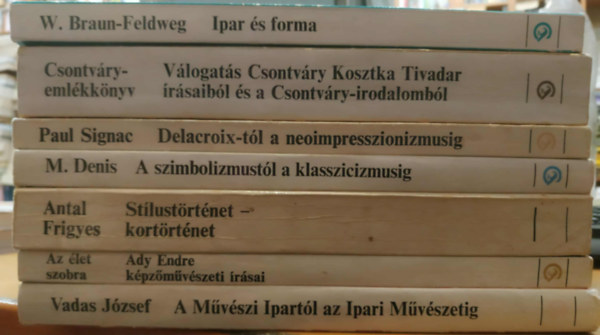 W. Braun-Feldweg Ipar és forma
Csontváry- Válogatás Csontváry Kosztka Tivadar
emlékkönyv írásaiból és a Csontváry-irodalomból
Paul Signac Delacroix-tól a neoimpresszionizmusig
M. Denis A szimbolizmustól a klasszicizmusig
Antal Stílustörténet –
Frigyes kortörténet
Az élet Ady Endre
szobra képzőművészeti írásai
Vadas József A Művészi Ipartól az Ipari Művészetig